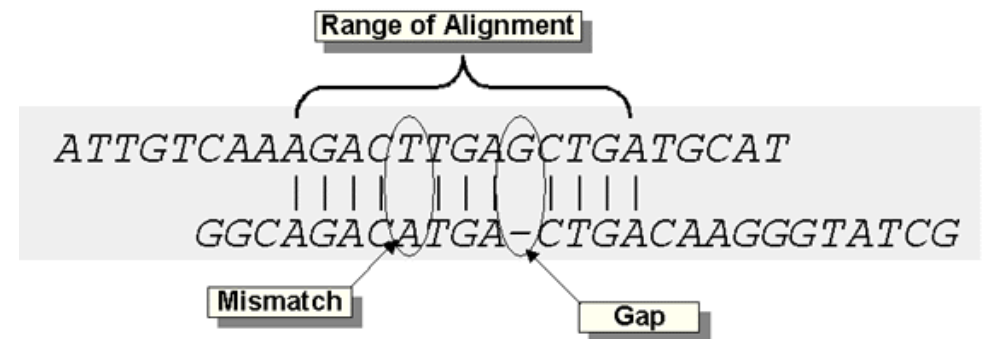 Range of Alignment
ATTGTCAAAGACTTGAGCTGATGCAT
GGCAGACATGA-CTGACAAGGGTATCG
Mismatch
Gap